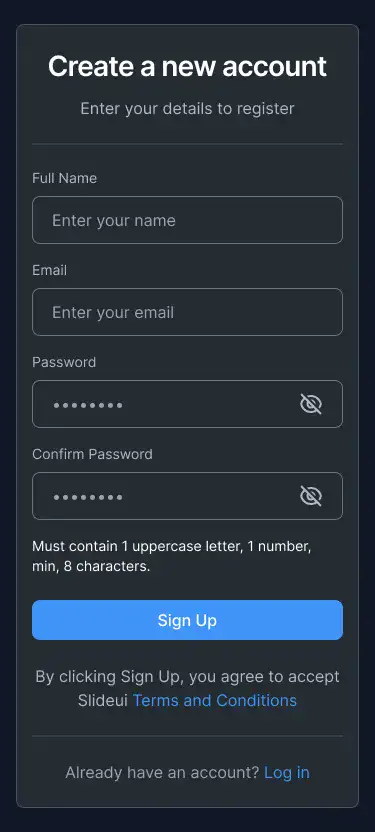 Create a new account
Enter your details to register
Full Name
Enter your name
Email
Enter your email
Password
••••••••
Confirm Password
••••••••
Must contain 1 uppercase letter, 1 number,
min, 8 characters.
Sign Up
By clicking Sign Up, you agree to accept
Slideui Terms and Conditions
Already have an account? Log in